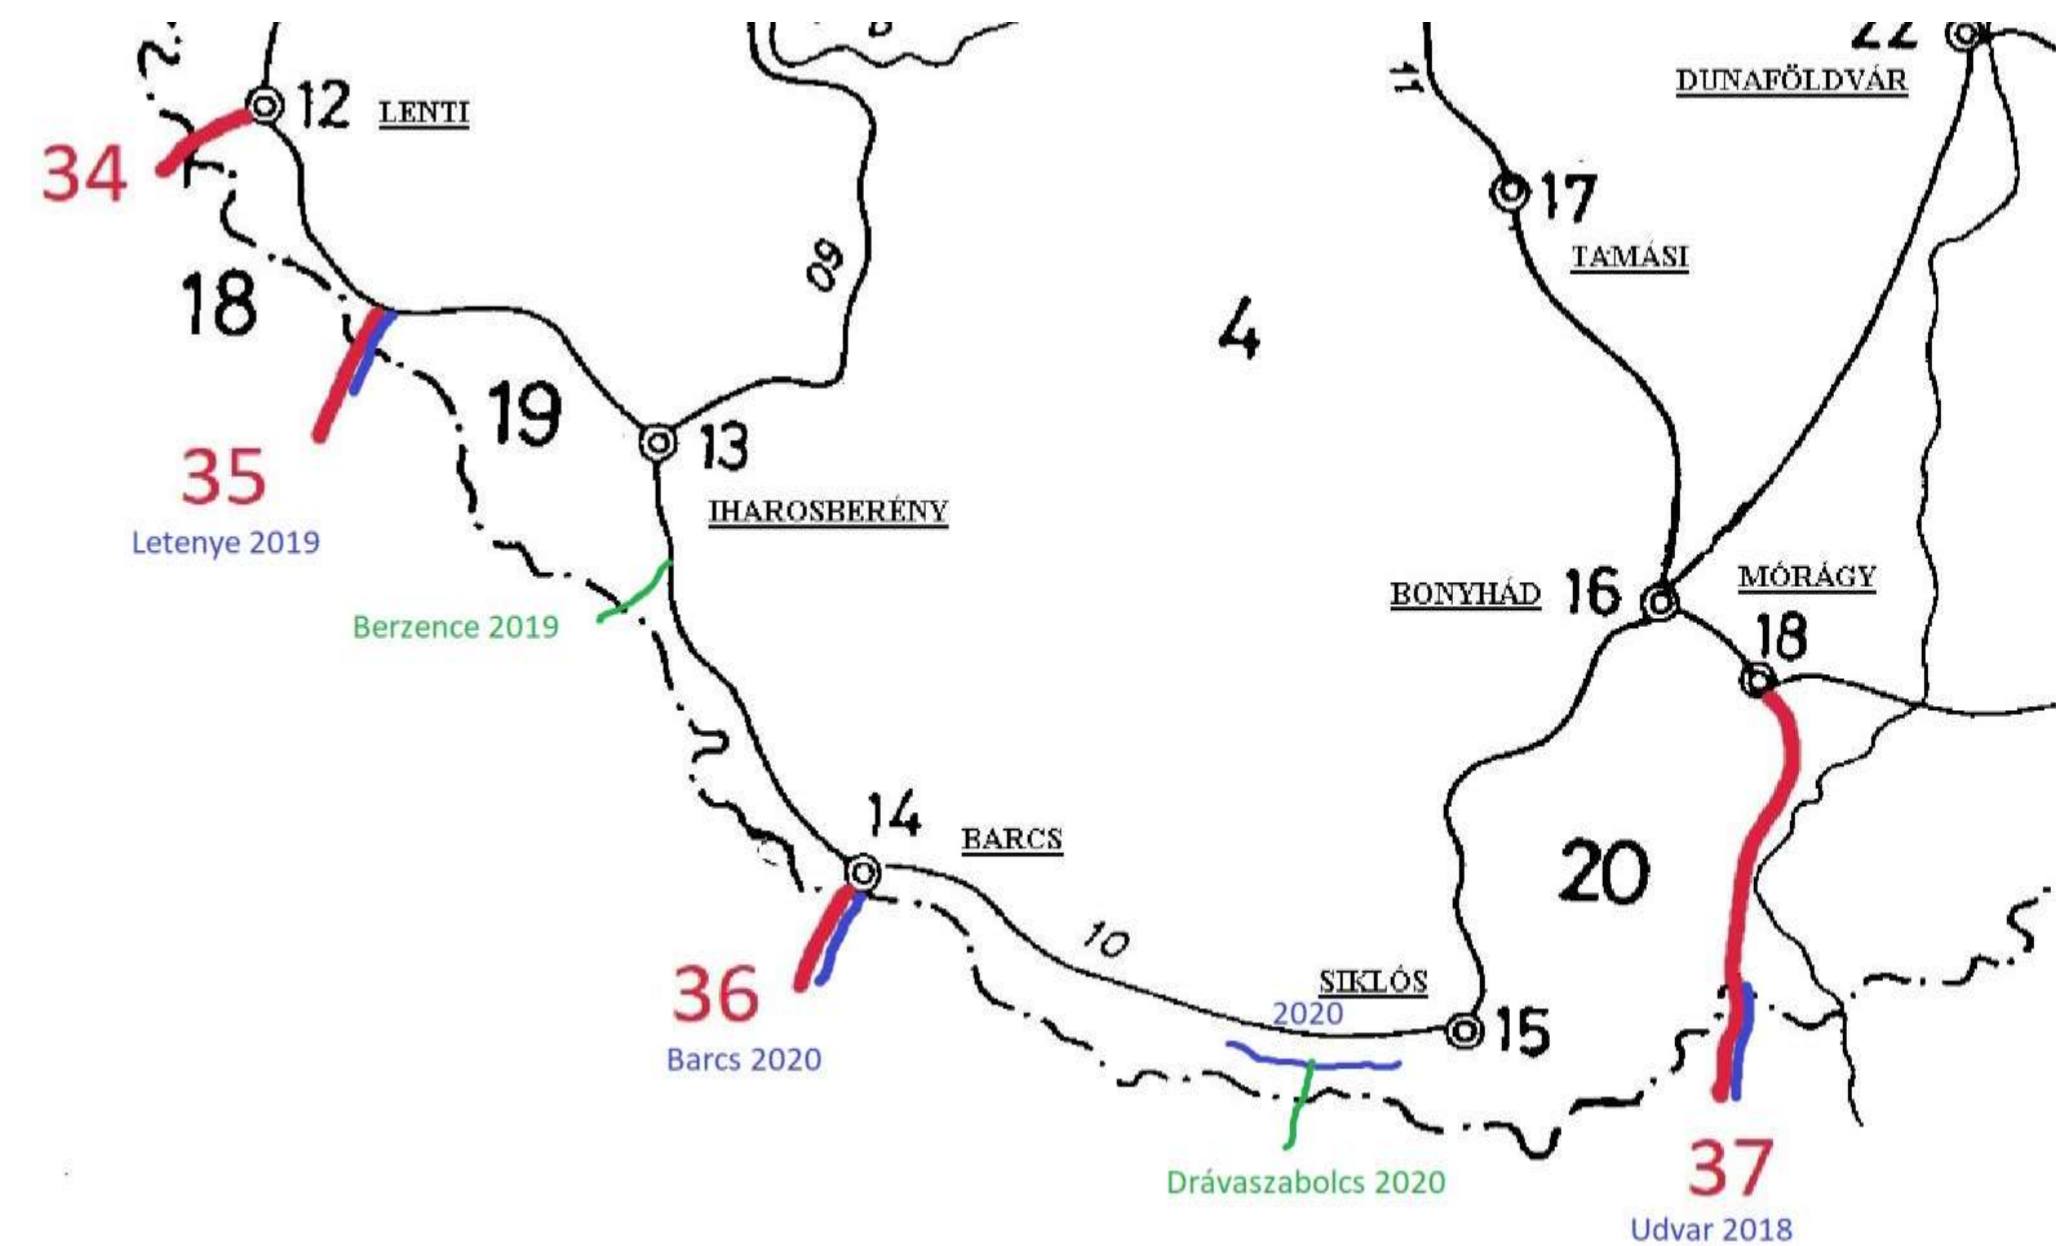 22
DUNAFÖLDVÁR
12 LENTI
11
34
17
TAMÁSI
60
18
4
19
13
35
IHAROSBERÉNY
Letenye 2019
BONYHÁD 16
MÓRÁGY
18
Berzence 2019
14
BARCS
20
10
36
SIKLÓS
2020
15
Barcs 2020
37
Drávaszabolcs 2020
Udvar 2018